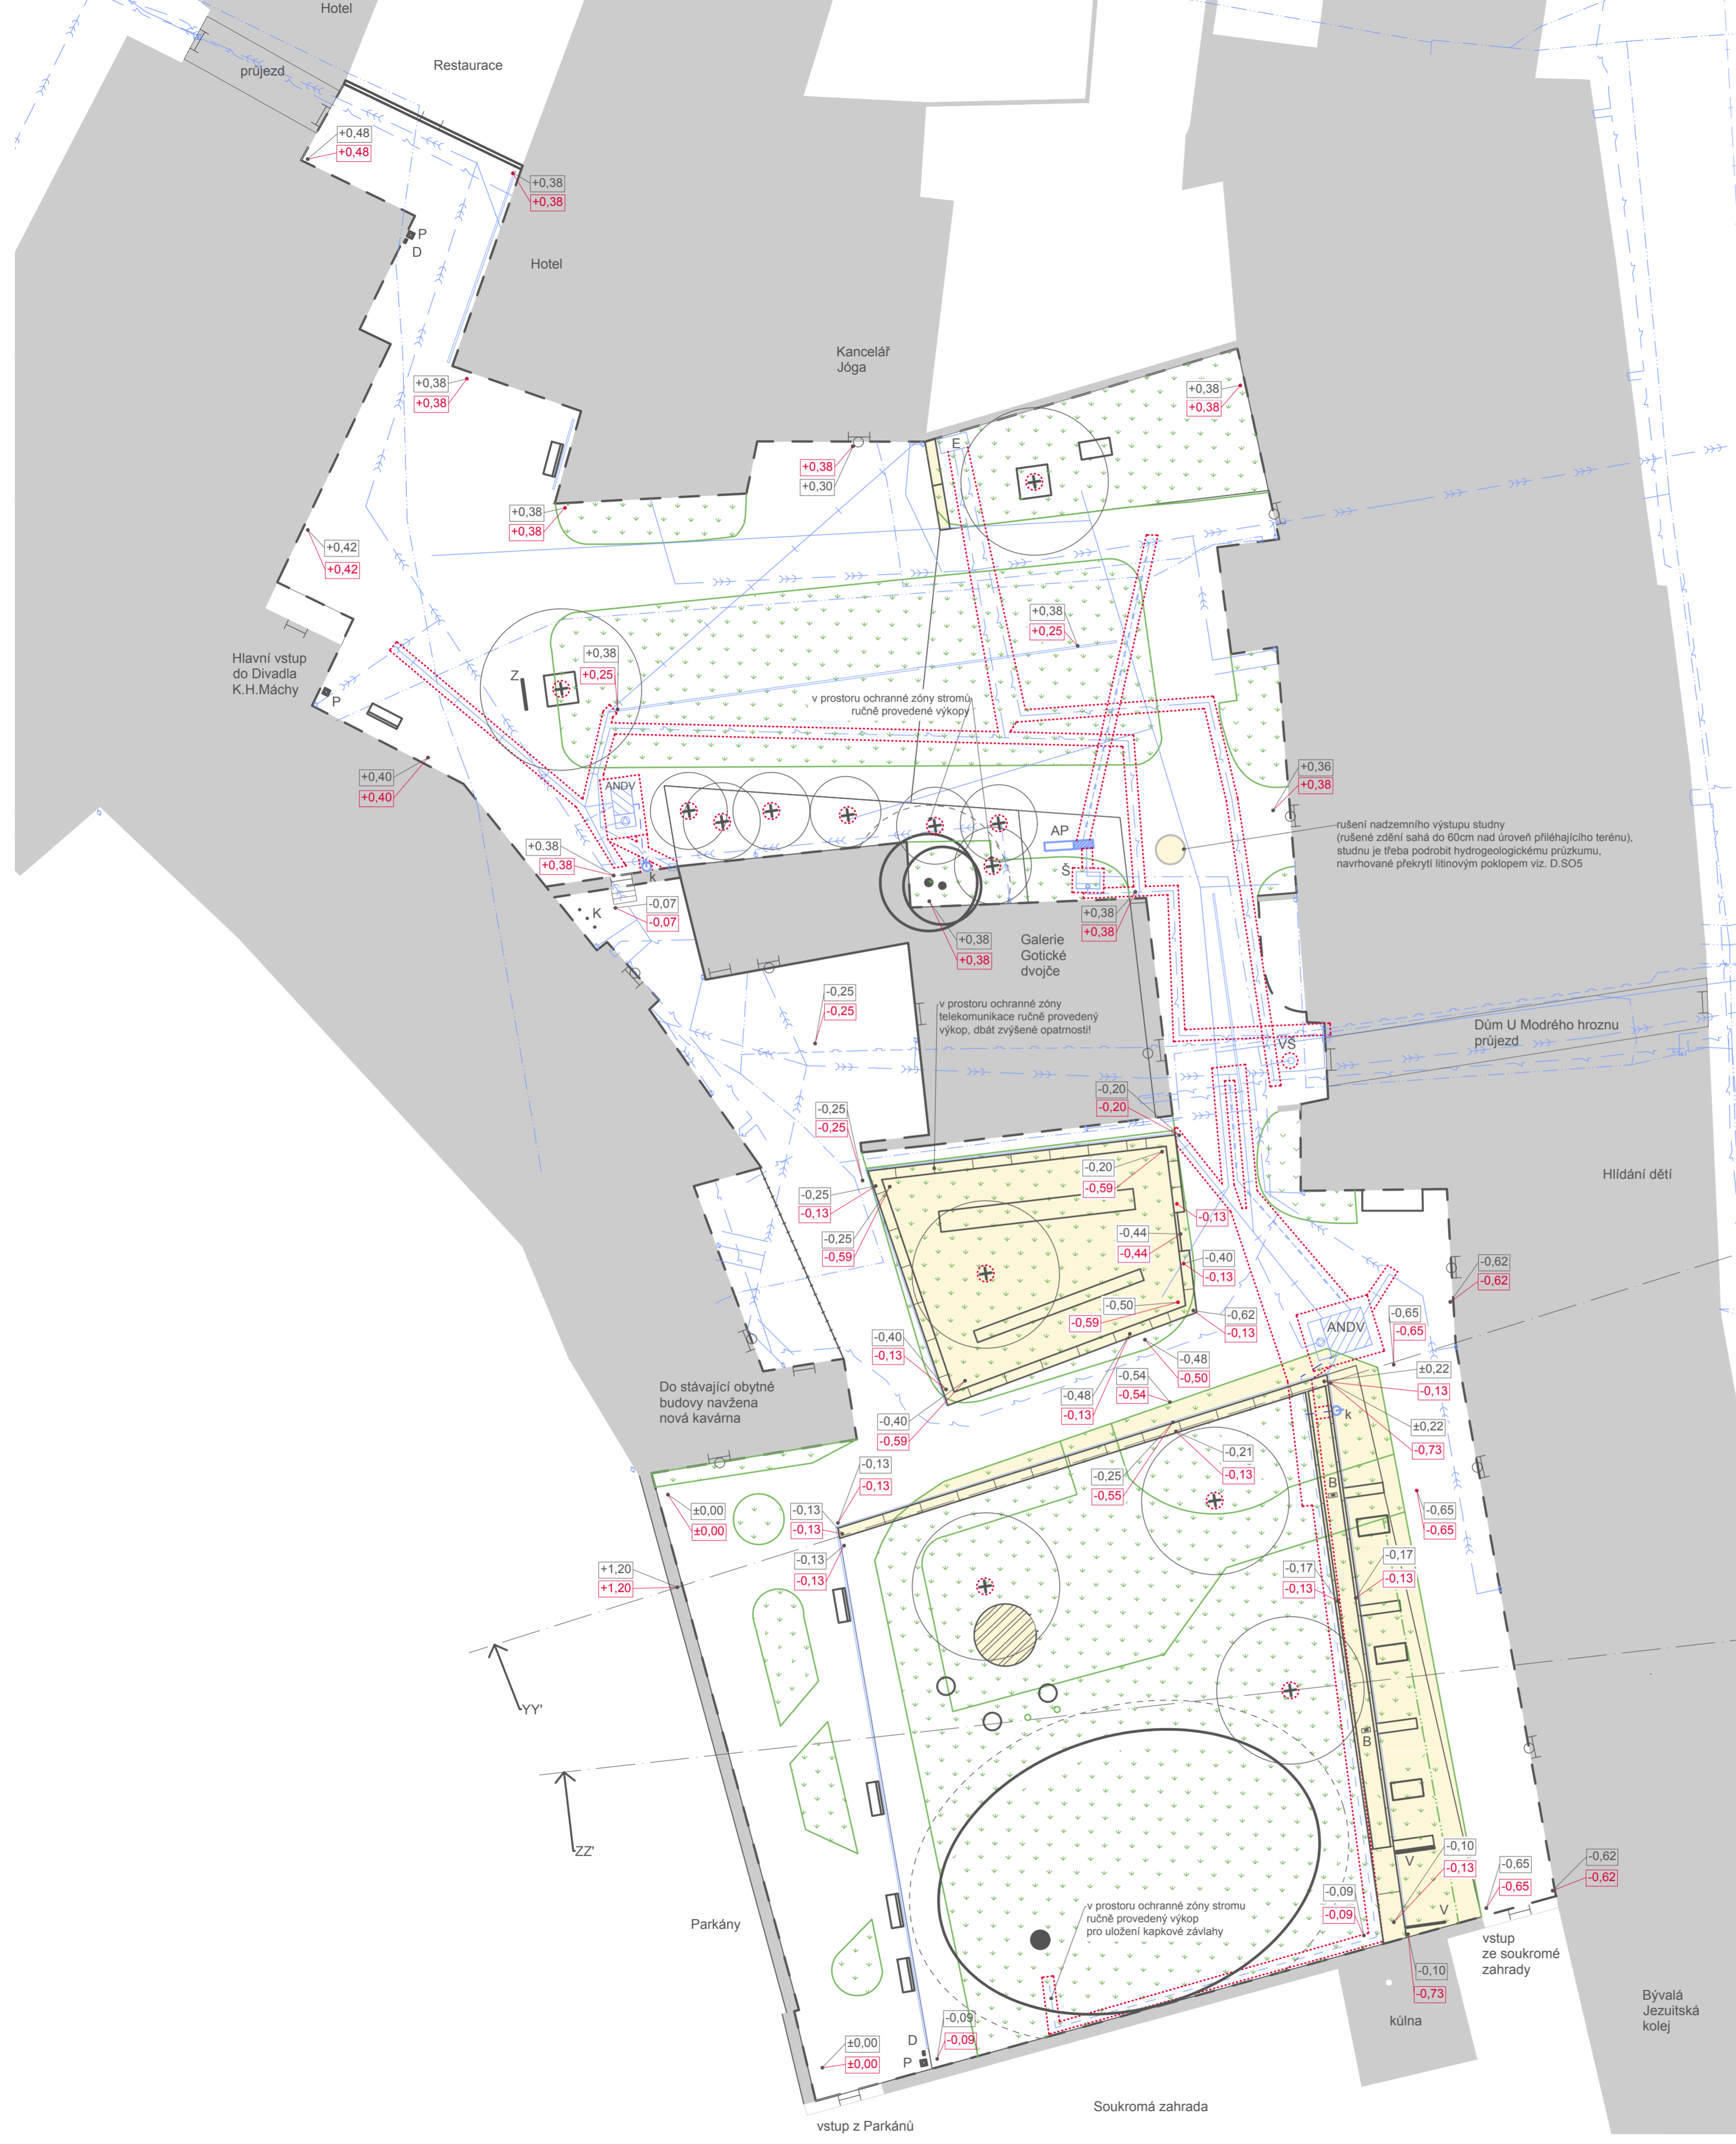 Hotel
průjezd
Restaurace
+0,48
+0,48
+0,38
+0,38
P
D
Hotel
Kancelář
Jóga
+0,38
+0,38
+0,38
+0,38
+0,38
+0,30
E
+0,38
+0,38
+0,42
+0,42
+0,38
+0,25
Hlavní vstup
do Divadla
K.H.Máchy
Z
+0,38
+0,25
P
v prostoru ochranné zóny stromů
ručně provedené výkopy
+0,40
+0,40
ANDV
+0,36
+0,38
rušení nadzemního výstupu studny
(rušené zdění sahá do 60cm nad úroveň přiléhajícího terénu),
studnu je třeba podrobit hydrogeologickému průzkumu,
navrhované překrytí litinovým poklopem viz. D.SO5
AP
+0.38
+0,38
k
Š
K
-0,07
-0,07
+0,38
+0,38
+0,38
+0,38
Galerie
Gotické
dvojče
-0,25
-0,25
v prostoru ochranné zóny
telekomunikace ručně provedený
výkop, dbát zvýšené opatrnosti!
Dům U Modrého hroznu
průjezd
VŠ
-0,20
-0,20
-0,25
-0,25
-0,20
-0,59
Hlídání dětí
-0,25
-0,13
-0,13
-0,25
-0,59
-0,44
-0,44
-0,40
-0,13
-0,62
-0,62
-0,50
-0,59
-0,62
-0,13
-0,65
-0,65
ANDV
-0,40
-0,13
-0,48
-0,50
±0,22
-0,13
Do stávající obytné
budovy navžena
nová kavárna
-0,54
-0,54
-0,48
-0,13
k
±0,22
-0,73
-0,40
-0,59
-0,21
-0,13
-0,13
-0,13
-0,25
-0,55
B
±0,00
±0,00
-0,13
-0,13
-0,65
-0,65
-0,13
-0,13
+1,20
+1,20
-0,17
-0,13
-0,17
-0,13
YY'
B
ZZ'
-0,10
-0,13
V
-0,65
-0,65
-0,62
-0,62
-0,09
-0,09
V
Parkány
v prostoru ochranné zóny stromu
ručně provedený výkop
pro uložení kapkové závlahy
vstup
ze soukromé
zahrady
-0,10
-0,73
Bývalá
Jezuitská
kolej
kůlna
-0,09
-0,09
D
P
±0,00
±0,00
Soukromá zahrada
vstup z Parkánů